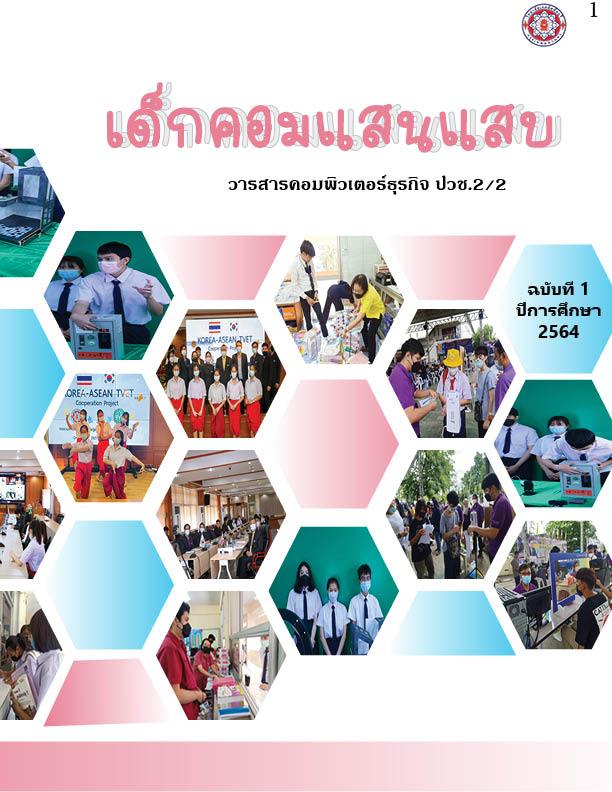 1
เด็กคอมแสนแสบ
วารสารคอมพิวเตอร์ธุรกิจ ปวช.2/2
ฉบับที่ 1
ปีการศึกษา
2564
KOREA-ASEAN TVET
KOREA-ASEAN TVET
Cooperation Project